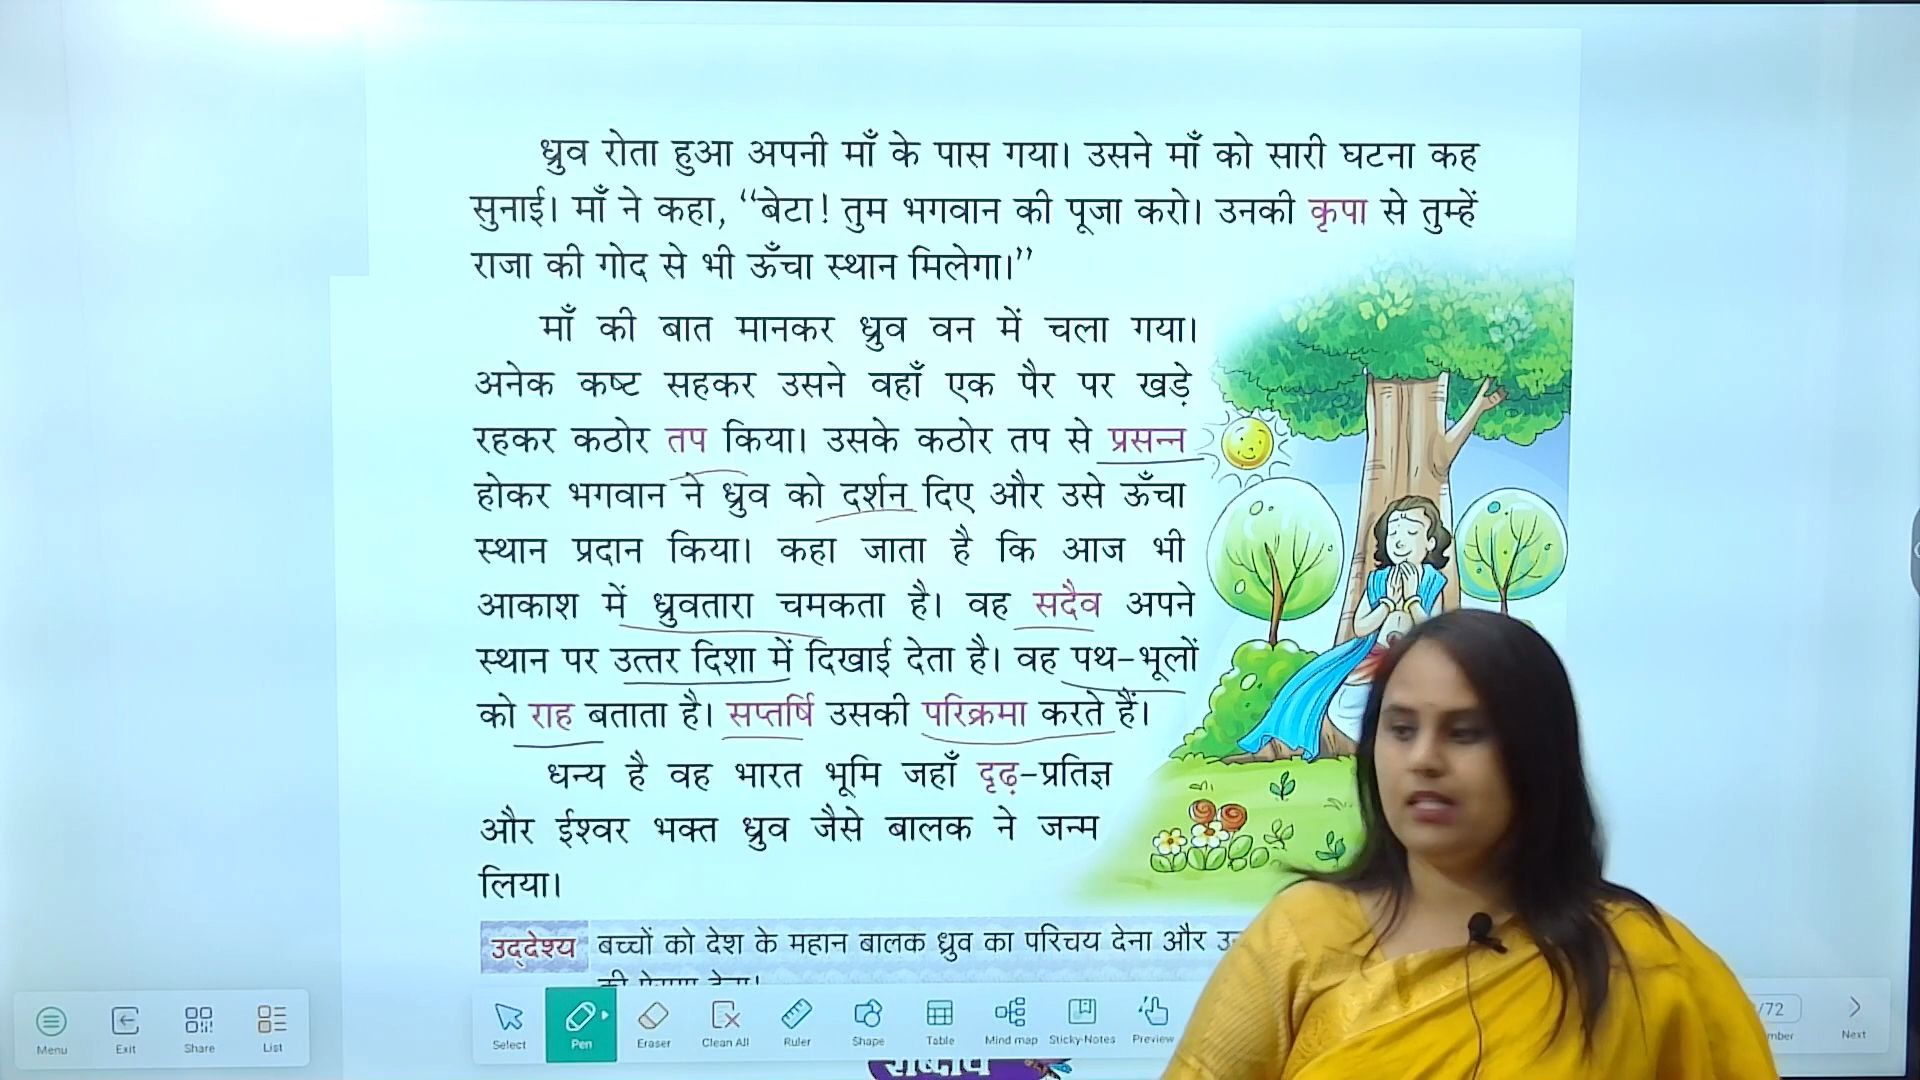 ध्रुव रोता हुआ अपनी माँ के पास गया। उसने माँ को सारी घटना कह
सुनाई। माँ ने कहा, “बेटा! तुम भगवान की पूजा करो। उनकी कृपा से तुम्हें
राजा की गोद से भी ऊँचा स्थान मिलेगा।”
माँ की बात मानकर ध्रुव वन में चला गया।
अनेक कष्ट सहकर उसने वहाँ एक पैर पर खड़े
रहकर कठोर तप किया। उसके कठोर तप से प्रसन्न
होकर भगवान ने ध्रुव को दर्शन दिए और उसे ऊँचा
स्थान प्रदान किया। कहा जाता है कि आज भी
आकाश में ध्रुवतारा चमकता है। वह सदैव अपने
स्थान पर उत्तर दिशा में दिखाई देता है। वह पथ-भूलों
को राह बताता है। सप्तर्षि उसकी परिक्रमा करते हैं।
धन्य है वह भारत भूमि जहाँ दृढ़-प्रतिज्ञ
और ईश्वर भक्त ध्रुव जैसे बालक ने जन्म
लिया।
उद्देश्य बच्चों को देश के महान बालक ध्रुव का परिचय देना और
Menu Exit Share List Select Pen Eraser Clean All Ruler Shape Table Mind map Sticky-Notes Preview /72 Next